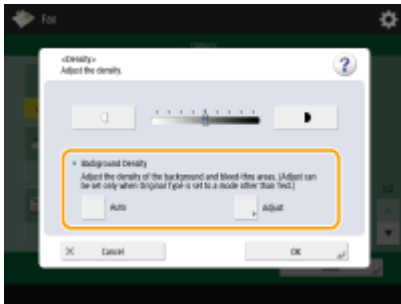 Fax
<Density>
Adjust the density.
?
Background Density
Adjust the density of the background and bleed-thru areas. (Adjust can
be set only when Original Type is set to a mode other than Text.)
Auto
Adjust
Cancel
OK